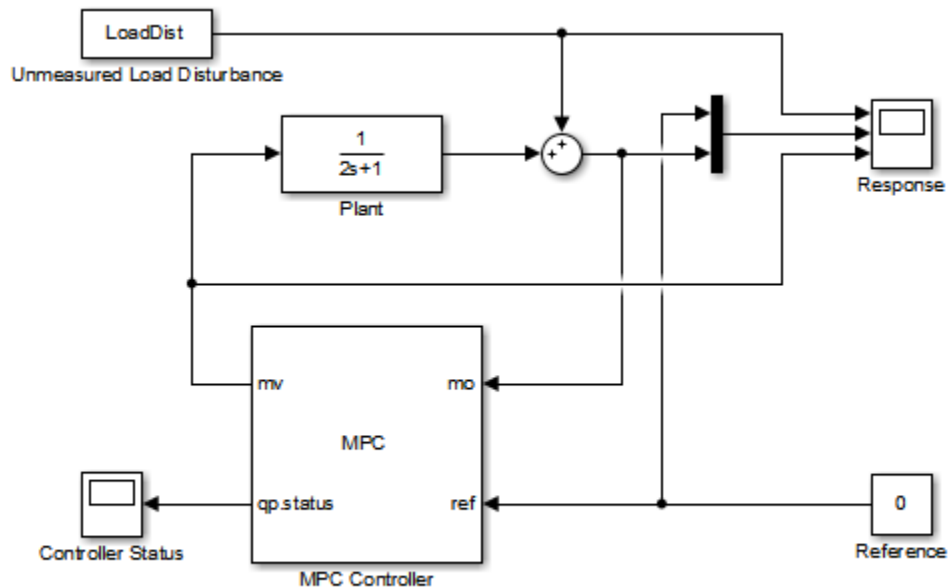 LoadDist
Unmeasured Load Disturbance
1
2s+1
Plant
+
+
Response
mv
mo
MPC
qp.status
ref
0
Controller Status
Reference
MPC Controller